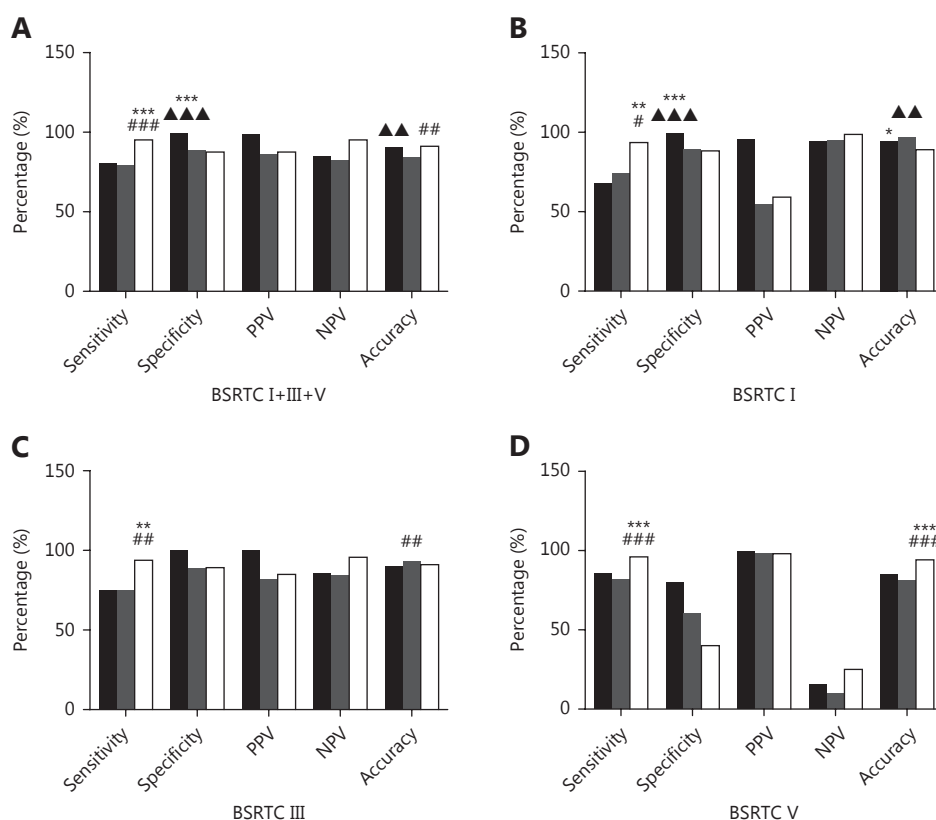 A
150
100
50
0
Percentage (%)
***
###
***
▲▲▲
▲▲
##
Sensitivity
Specificity
PPV
NPV
Accuracy
BSRTC I+III+V
B
150
100
50
0
Percentage (%)
**
#
***
▲▲▲
*
▲▲
Sensitivity
Specificity
PPV
NPV
Accuracy
BSRTC I
C
150
100
50
0
Percentage (%)
**
##
##
Sensitivity
Specificity
PPV
NPV
Accuracy
BSRTC III
D
150
100
50
0
Percentage (%)
***
###
***
###
Sensitivity
Specificity
PPV
NPV
Accuracy
BSRTC V